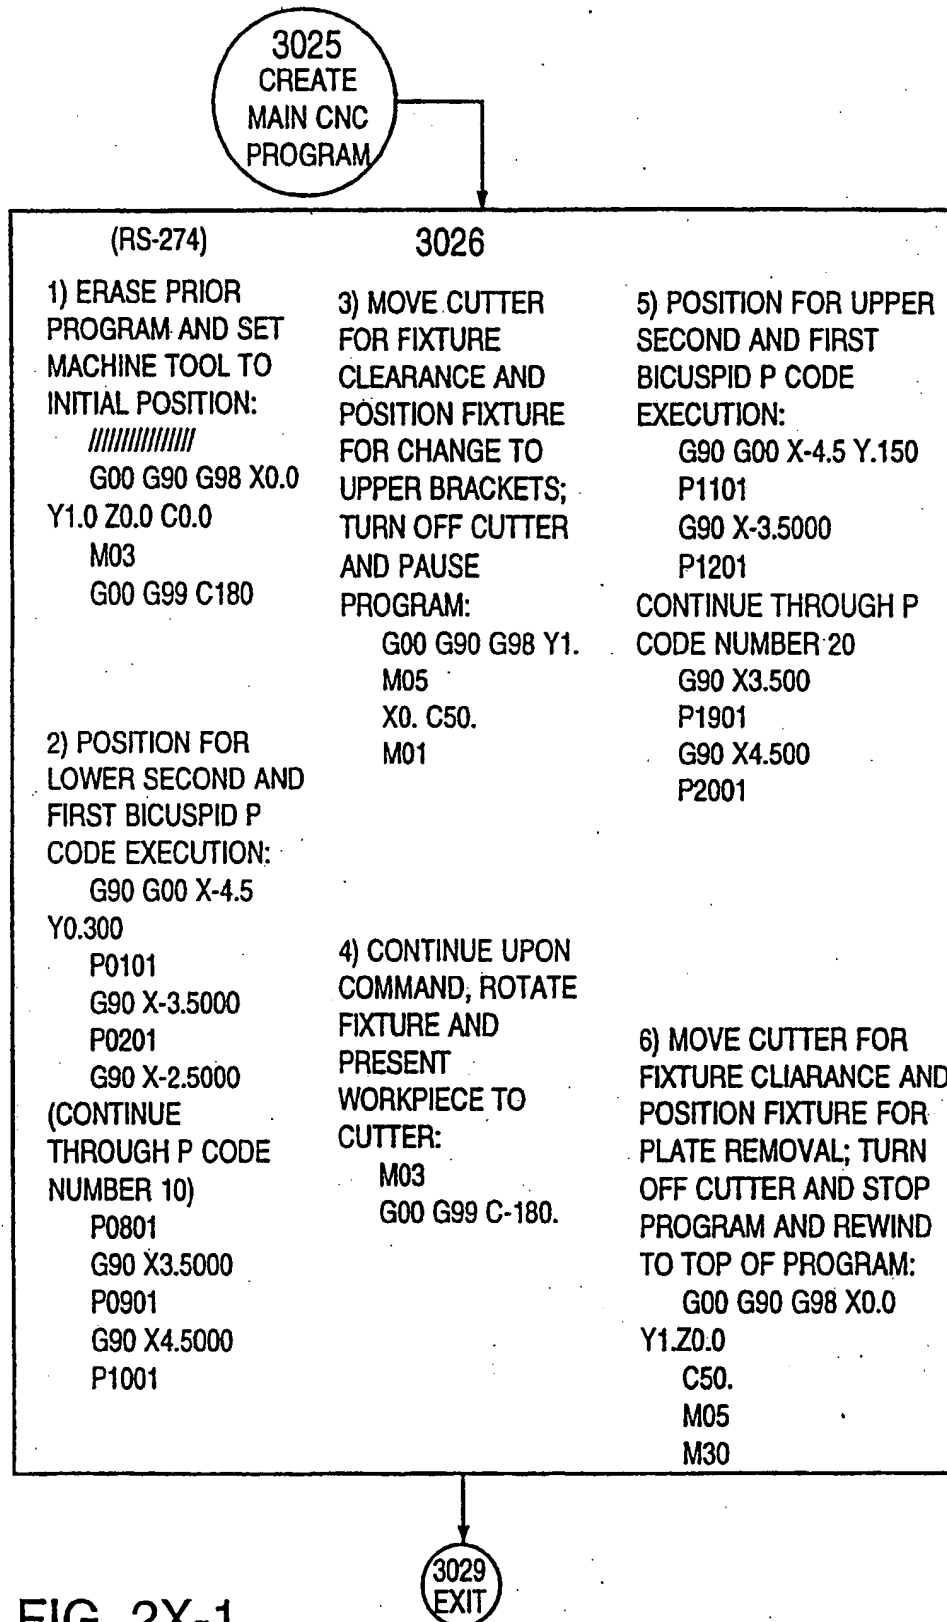 3025
CREATE
MAIN CNC
PROGRAM
(RS-274)
3026
1) ERASE PRIOR
PROGRAM AND SET
MACHINE TOOL TO
INITIAL POSITION:
////////////////
G00 G90 G98 X0.0
Y1.0 Z0.0 C0.0
M03
G00 G99 C180
2) POSITION FOR
LOWER SECOND AND
FIRST BICUSPID P
CODE EXECUTION:
G90 G00 X-4.5
Y0.300
P0101
G90 X-3.5000
P0201
G90 X-2.5000
(CONTINUE
THROUGH P CODE
NUMBER 10)
P0801
G90 X3.5000
P0901
G90 X4.5000
P1001
3) MOVE CUTTER
FOR FIXTURE
CLEARANCE AND
POSITION FIXTURE
FOR CHANGE TO
UPPER BRACKETS;
TURN OFF CUTTER
AND PAUSE
PROGRAM:
G00 G90 G98 Y1.
M05
X0. C50.
M01
4) CONTINUE UPON
COMMAND, ROTATE
FIXTURE AND
PRESENT
WORKPIECE TO
CUTTER:
M03
G00 G99 C-180.
5) POSITION FOR UPPER
SECOND AND FIRST
BICUSPID P CODE
EXECUTION:
G90 G00 X-4.5 Y.150
P1101
G90 X-3.5000
P1201
CONTINUE THROUGH P
CODE NUMBER 20
G90 X3.500
P1901
G90 X4.500
P2001
6) MOVE CUTTER FOR
FIXTURE CLIARANCE AND
POSITION FIXTURE FOR
PLATE REMOVAL; TURN
OFF CUTTER AND STOP
PROGRAM AND REWIND
TO TOP OF PROGRAM:
G00 G90 G98 X0.0
Y1.Z0.0
C50.
M05
M30
3029
EXIT
FIG. 2X-1